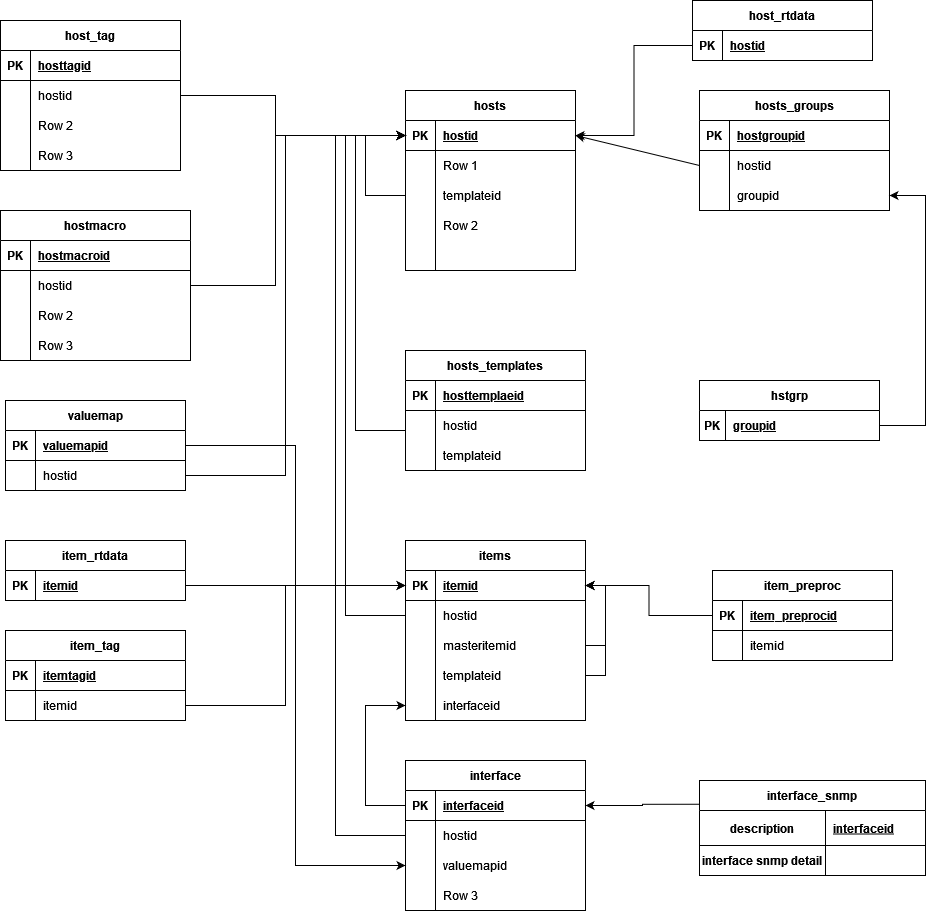 host_tag
PK hosttagid
hostid
Row 2
Row 3
hostmacro
PK hostmacroid
hostid
Row 2
Row 3
valuemap
PK valuemapid
hostid
item_rtdata
PK itemid
item_tag
PK itemtagid
itemid
hosts
PK hostid
Row 1
templateid
Row 2
hosts_templates
PK hosttemplaeid
hostid
templateid
items
PK itemid
hostid
masteritemid
templateid
interfaceid
interface
PK interfaceid
hostid
valuemapid
Row 3
host_rtdata
PK hostid
hosts_groups
PK hostgroupid
hostid
groupid
hstgrp
PK groupid
item_preproc
PK item_preprocid
itemid
interface_snmp
description interfaceid
interface snmp detail